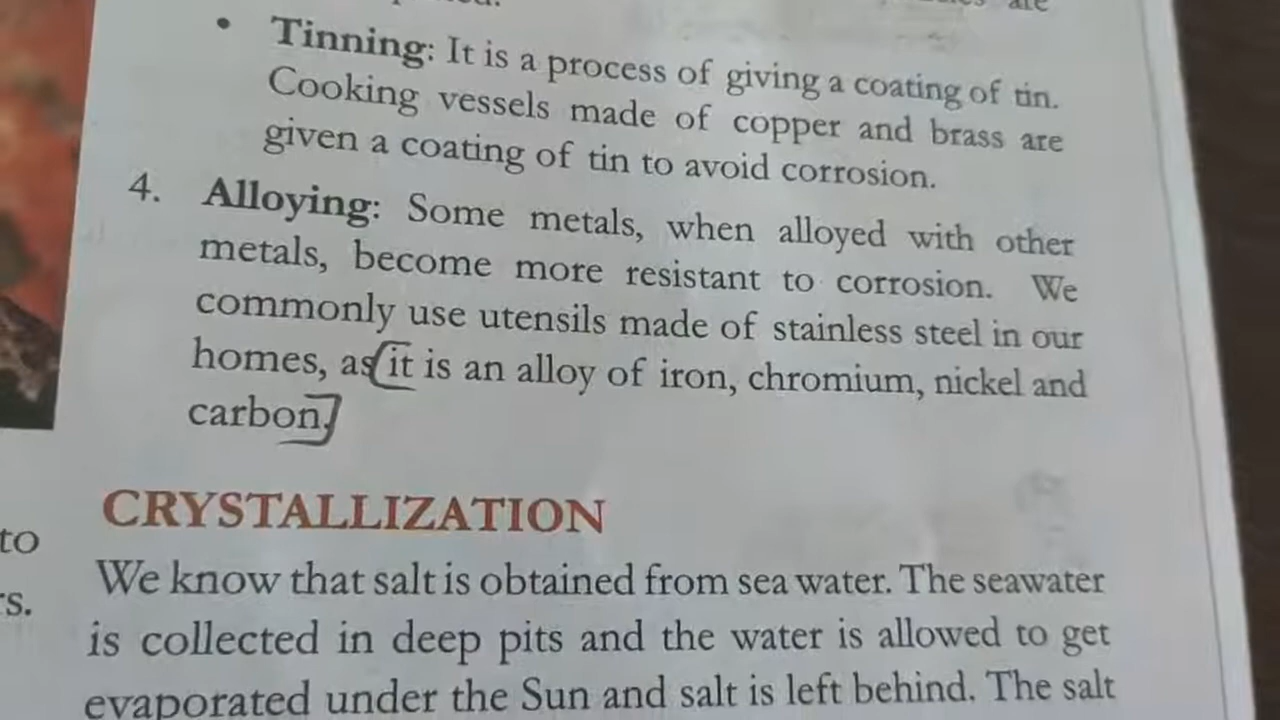 • Tinning: It is a process of giving a coating of tin.
Cooking vessels made of copper and brass are
given a coating of tin to avoid corrosion.
4. Alloying: Some metals, when alloyed with other
metals, become more resistant to corrosion. We
commonly use utensils made of stainless steel in our
homes, as it is an alloy of iron, chromium, nickel and
carbon.
CRYSTALLIZATION
to
We know that salt is obtained from sea water. The seawater
is collected in deep pits and the water is allowed to get
evaporated under the Sun and salt is left behind. The salt